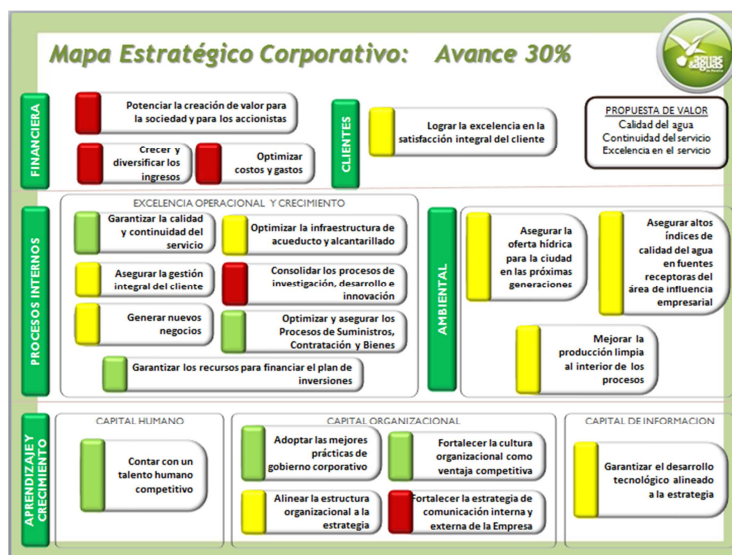 Mapa Estratégico Corporativo: Avance 30%
aguas
FINANCIERA
Potenciar la creación de valor para
la sociedad y para los accionistas
Crecer y
diversificar los
ingresos
Optimizar
costos y gastos
CLIENTES
Lograr la excelencia en la
satisfacción integral del cliente
PROPUESTA DE VALOR
Calidad del agua
Continuidad del servicio
Excelencia en el servicio
PROCESOS INTERNOS
EXCELENCIA OPERACIONAL Y CRECIMIENTO
Garantizar la calidad
y continuidad del
servicio
Optimizar la infraestructura de
acueducto y alcantarillado
Asegurar la gestión
integral del cliente
Consolidar los procesos de
investigación, desarrollo e
innovación
Generar nuevos
negocios
Optimizar y asegurar los
Procesos de Suministros,
Contratación y Bienes
Garantizar los recursos para financiar el plan de
inversiones
AMBIENTAL
Asegurar la
oferta hídrica
para la ciudad
en las próximas
generaciones
Asegurar altos
índices de
calidad del agua
en fuentes
receptoras del
área de influencia
empresarial
Mejorar la
producción limpia
al interior de los
procesos
APRENDIZAJE Y
CRECIMIENTO
CAPITAL HUMANO
Contar con un
talento humano
competitivo
CAPITAL ORGANIZACIONAL
Adoptar las mejores
prácticas de
gobierno corporativo
Fortalecer la cultura
organizacional como
ventaja competitiva
Alinear la estructura
organizacional a la
estrategia
Fortalecer la estrategia de
comunicación interna y
externa de la Empresa
CAPITAL DE INFORMACION
Garantizar el desarrollo
tecnológico alineado
a la estrategia